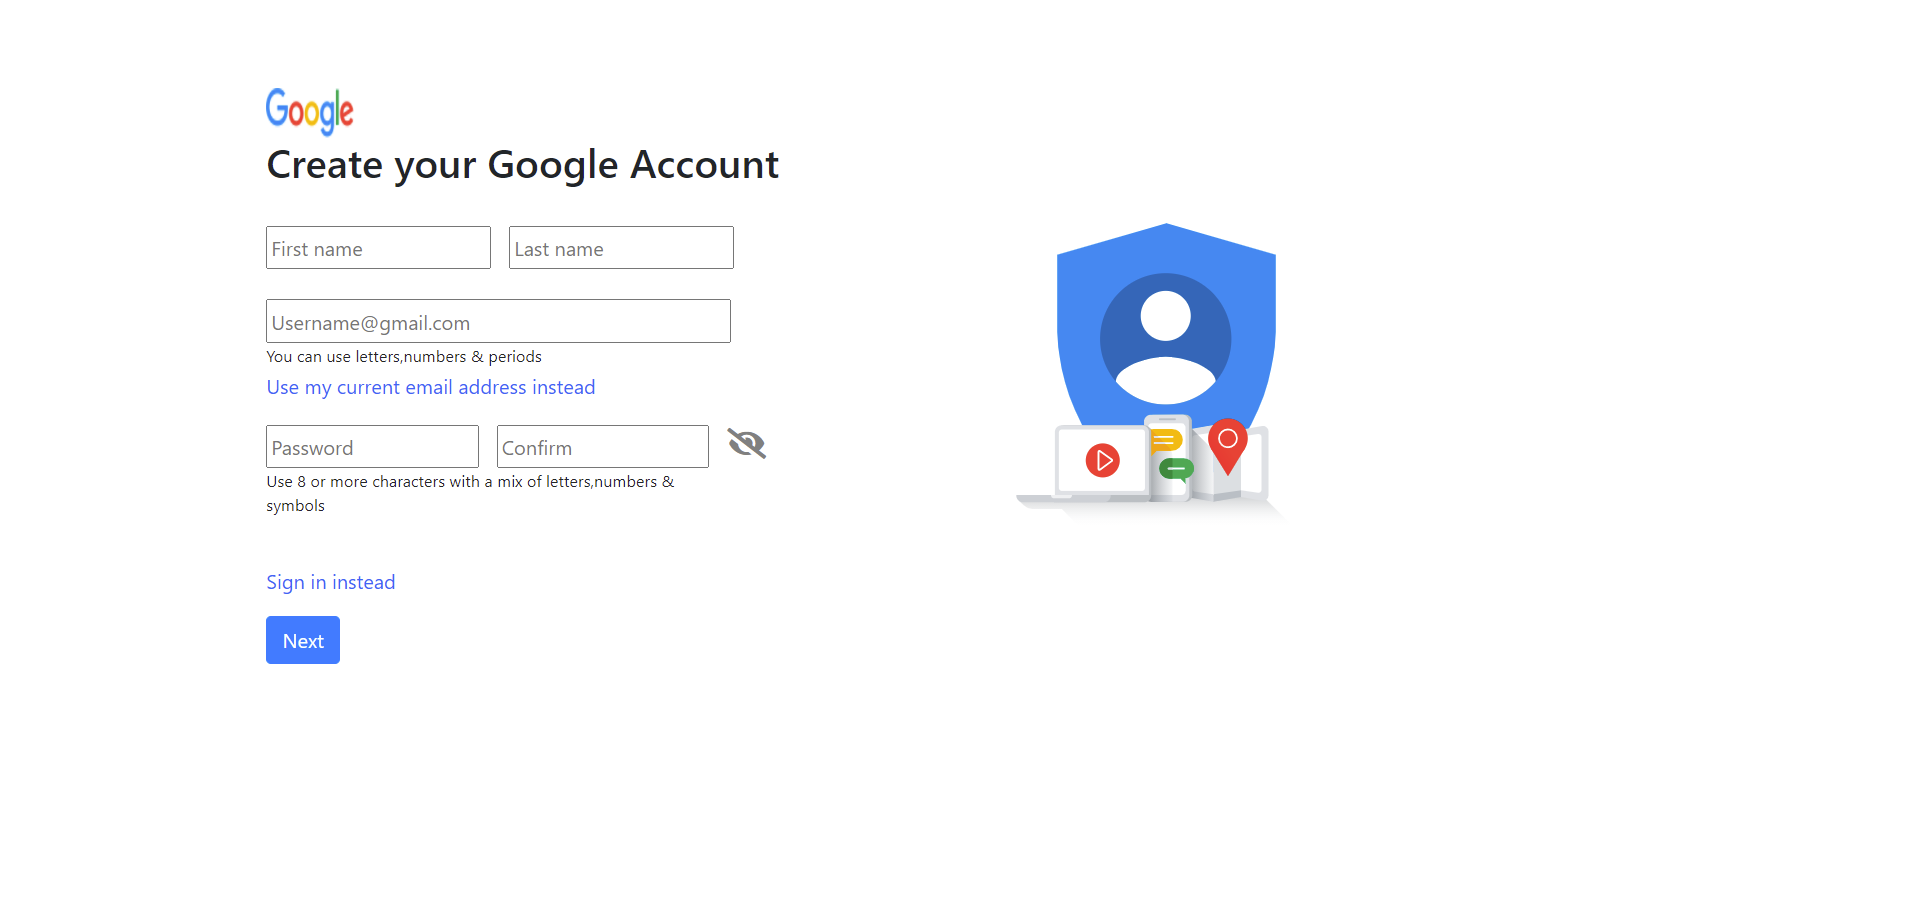 Google
Create your Google Account
First name Last name
Username@gmail.com
You can use letters,numbers & periods
Use my current email address instead
Password Confirm
Use 8 or more characters with a mix of letters,numbers &
symbols
Sign in instead
Next